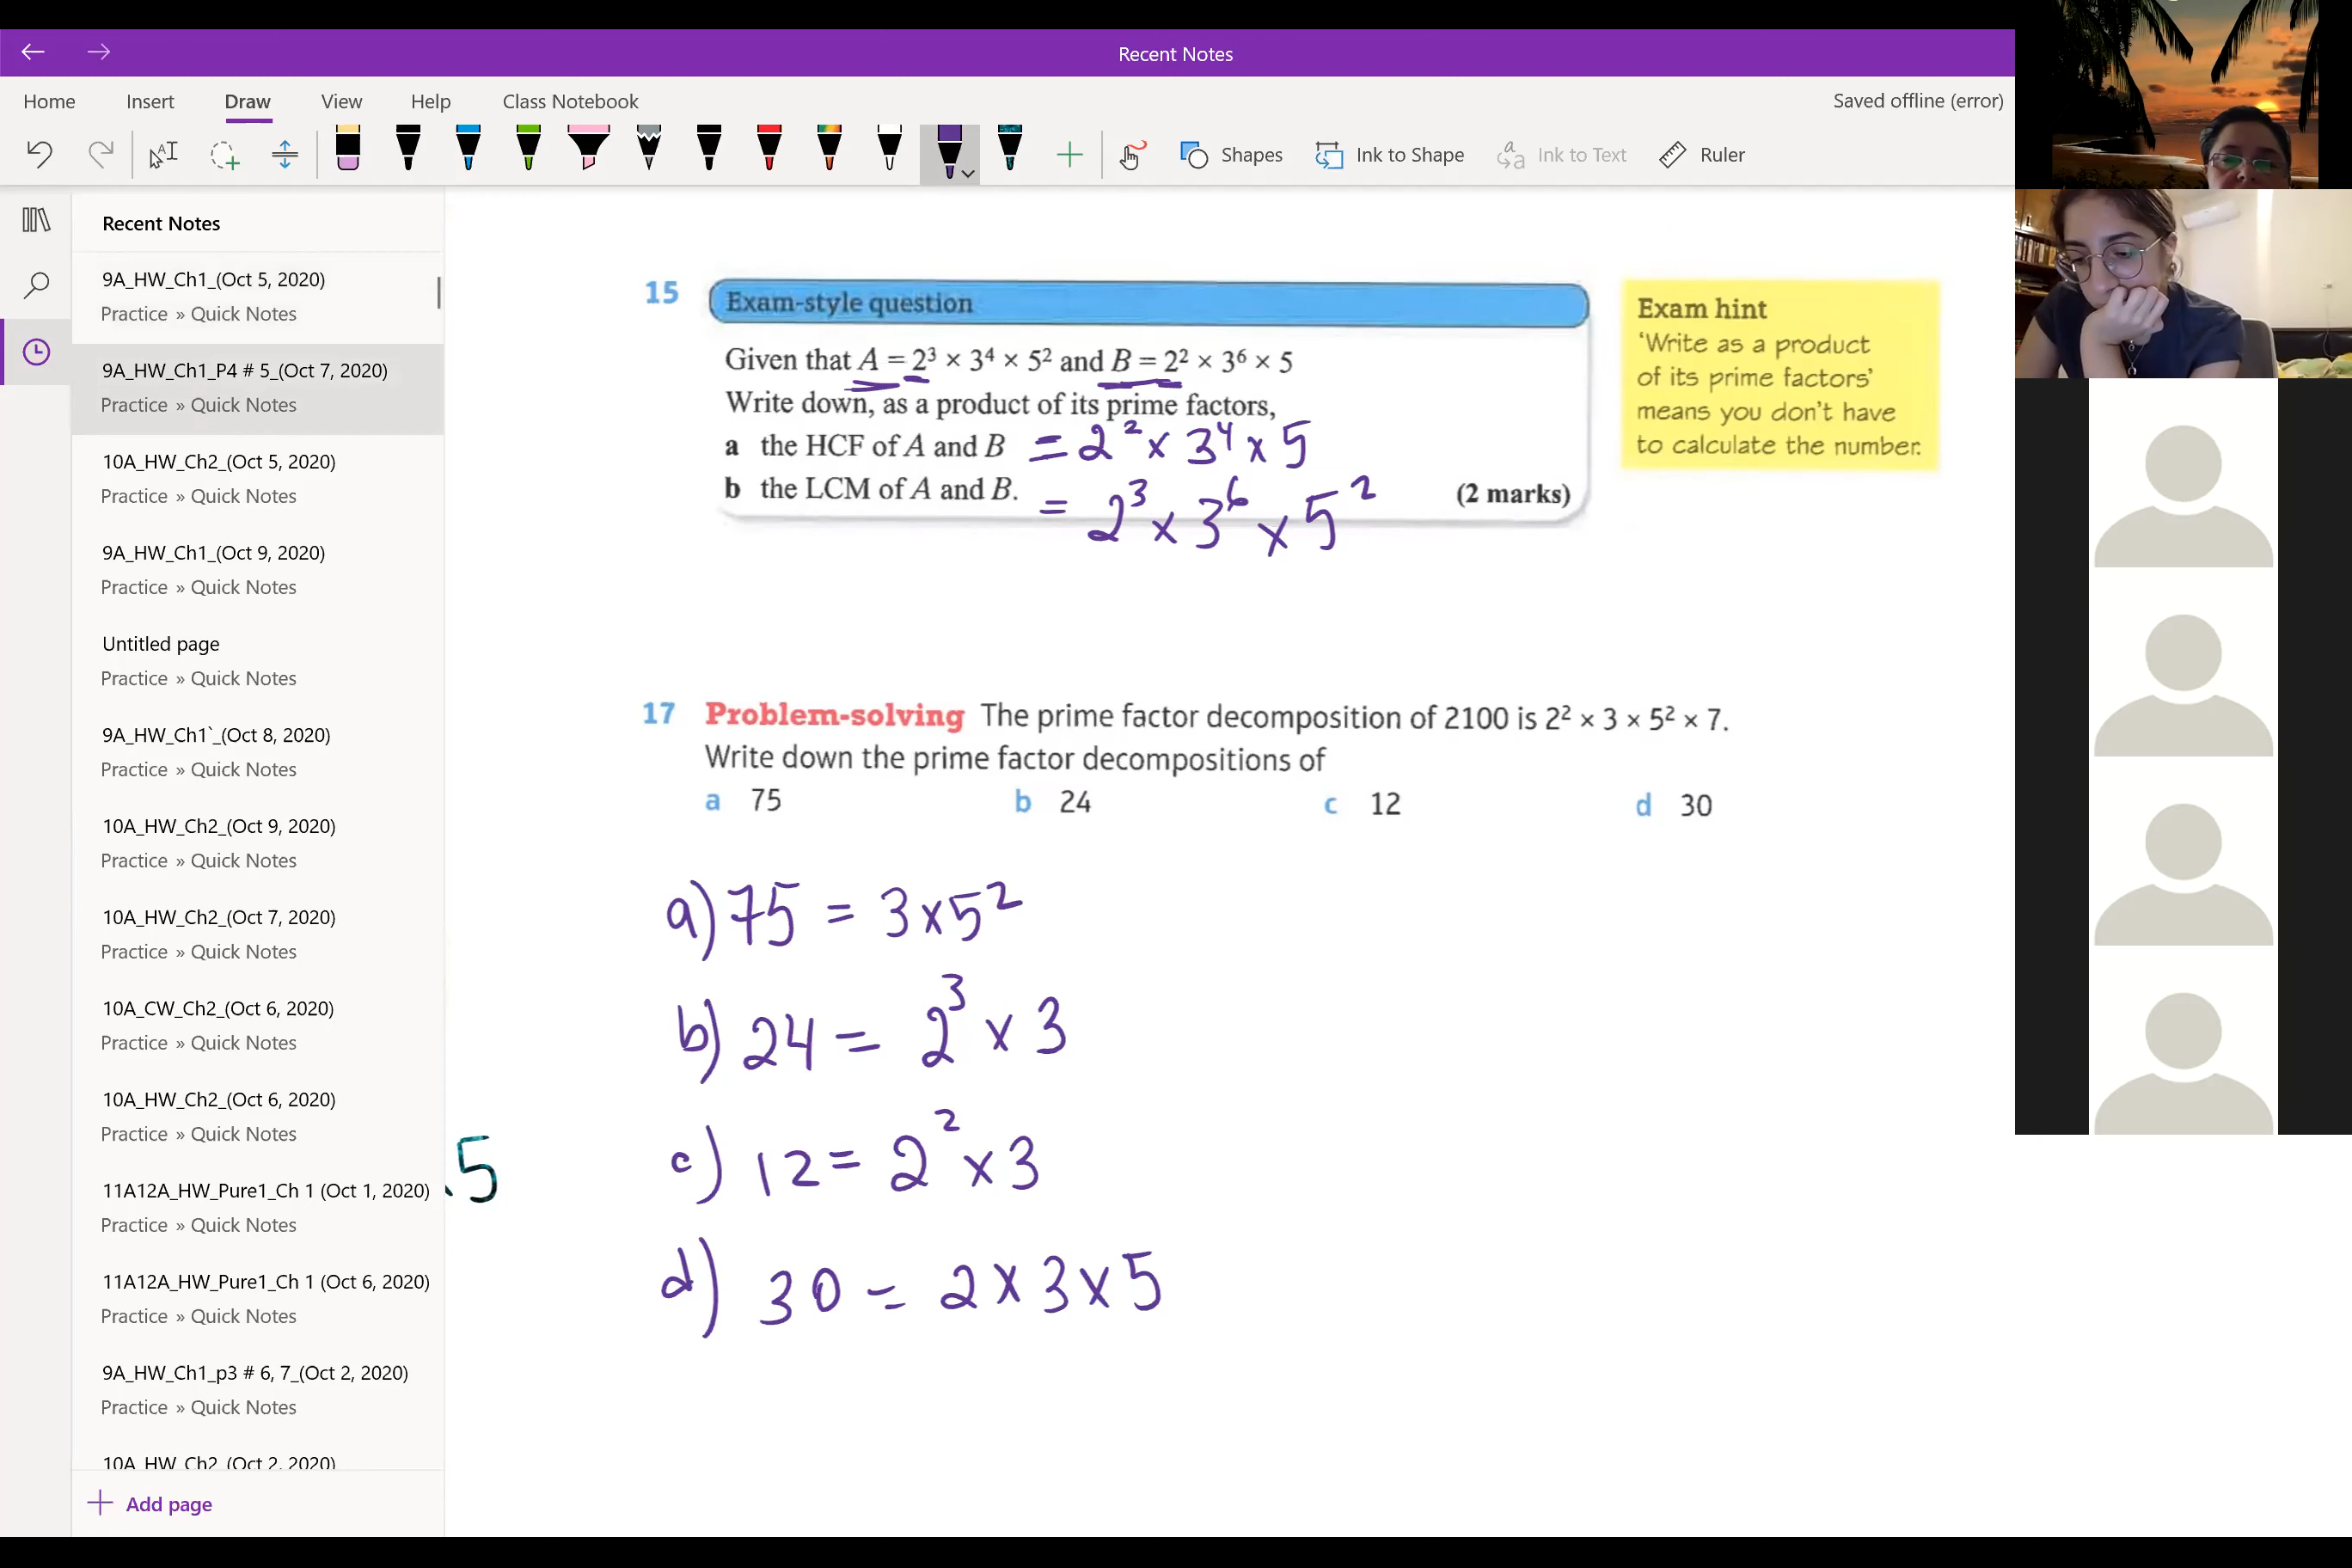 Recent Notes
Home Insert Draw View Help Class Notebook Saved offline (error)
Shapes Ink to Shape Ink to Text Ruler
Recent Notes
9A_HW_Ch1_(Oct 5, 2020)
Practice » Quick Notes
9A_HW_Ch1_P4 # 5_(Oct 7, 2020)
Practice » Quick Notes
10A_HW_Ch2_(Oct 5, 2020)
Practice » Quick Notes
9A_HW_Ch1_(Oct 9, 2020)
Practice » Quick Notes
Untitled page
Practice » Quick Notes
9A_HW_Ch1`_(Oct 8, 2020)
Practice » Quick Notes
10A_HW_Ch2_(Oct 9, 2020)
Practice » Quick Notes
10A_HW_Ch2_(Oct 7, 2020)
Practice » Quick Notes
10A_CW_Ch2_(Oct 6, 2020)
Practice » Quick Notes
10A_HW_Ch2_(Oct 6, 2020)
Practice » Quick Notes
11A12A_HW_Pure1_Ch 1 (Oct 1, 2020)
Practice » Quick Notes
11A12A_HW_Pure1_Ch 1 (Oct 6, 2020)
Practice » Quick Notes
9A_HW_Ch1_p3 # 6, 7_(Oct 2, 2020)
Practice » Quick Notes
10A_HW_Ch2_(Oct 2, 2020)
Add page
15 Exam-style question
Given that A = 2³ × 3⁴ × 5² and B = 2² × 3⁶ × 5
Write down, as a product of its prime factors,
a the HCF of A and B = 2² × 3⁴ × 5
b the LCM of A and B. = 2³ × 3⁶ × 5² (2 marks)
Exam hint
'Write as a product
of its prime factors'
means you don't have
to calculate the number.
17 Problem-solving The prime factor decomposition of 2100 is 2² × 3 × 5² × 7.
Write down the prime factor decompositions of
a 75 b 24 c 12 d 30
a) 75 = 3 × 5²
b) 24 = 2³ × 3
c) 12 = 2² × 3
d) 30 = 2 × 3 × 5
5